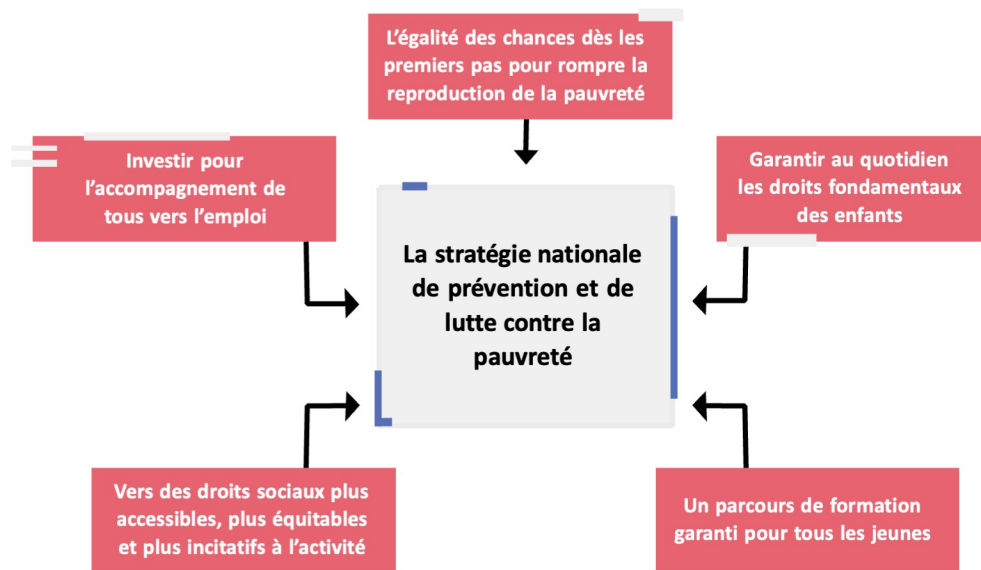 L’égalité des chances dès les
premiers pas pour rompre la
reproduction de la pauvreté
Investir pour
l’accompagnement de
tous vers l’emploi
Garantir au quotidien
les droits fondamentaux
des enfants
La stratégie nationale
de prévention et de
lutte contre la
pauvreté
Vers des droits sociaux plus
accessibles, plus équitables
et plus incitatifs à l’activité
Un parcours de formation
garanti pour tous les jeunes